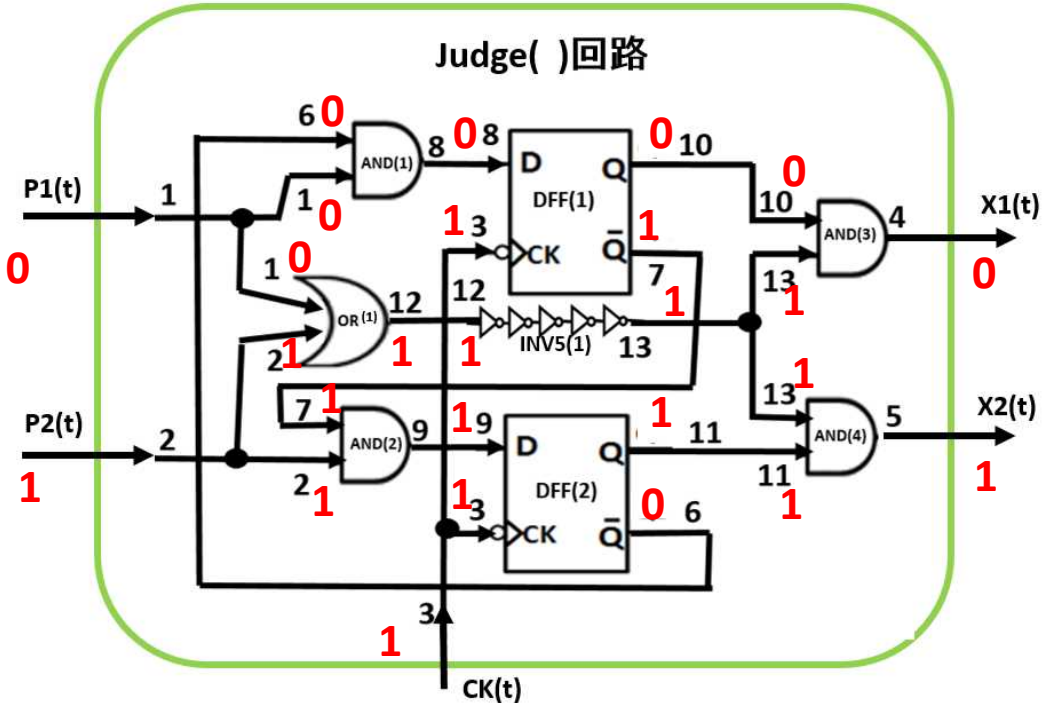 Judge( )回路
6 0
AND(1)
8 0 8
D
Q
0 10
0
10
P1(t)
1
1 0
DFF(1)
AND(3)
4
X1(t)
0
1 3
CK
Q̅
1
7
0
1 0
OR(1)
12
12
1
1
INV5(1)
13
1
13
1
2 1
7 1
AND(2)
9
1 9
D
Q
1
11
13 1
AND(4)
5
X2(t)
1
P2(t)
2
1
2 1
DFF(2)
11
1
1 3
CK
Q̅
0 6
3
1
CK(t)